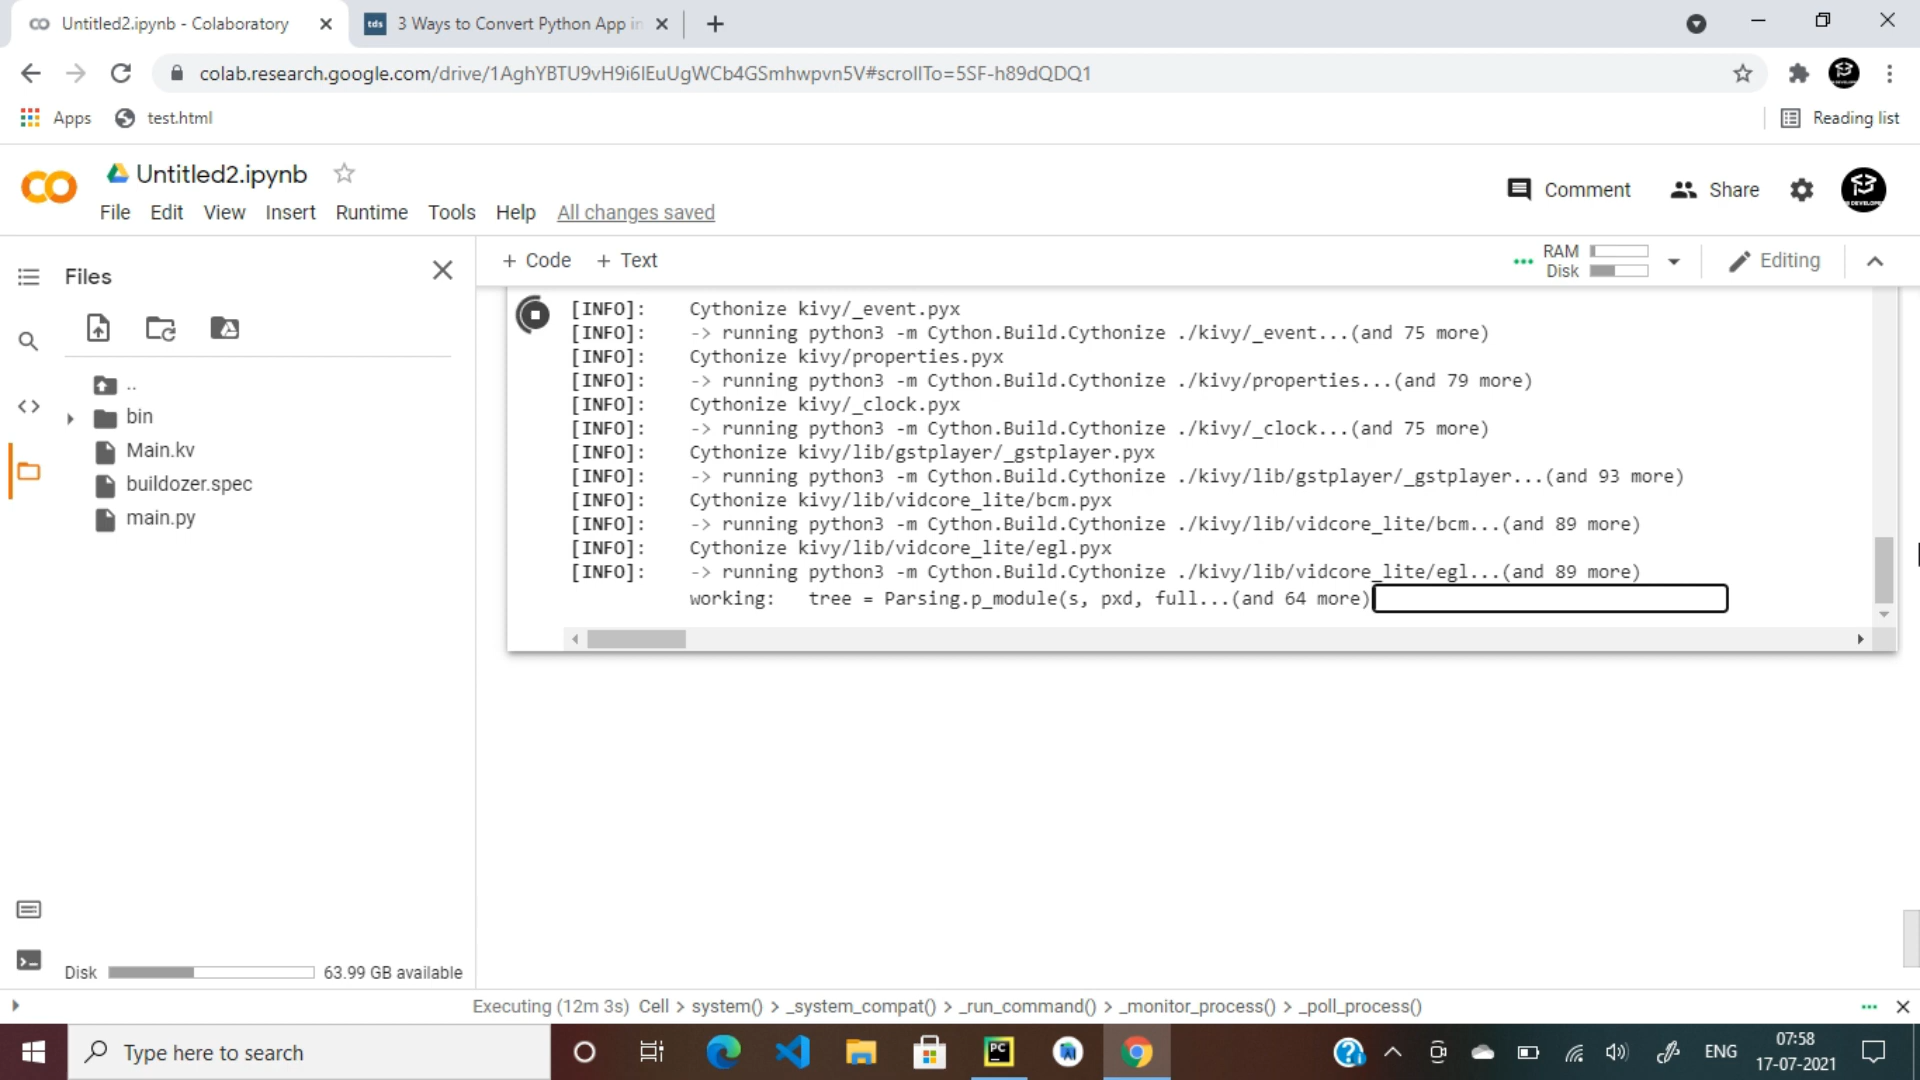 Untitled2.ipynb - Colaboratory
tds
3 Ways to Convert Python App in
colab.research.google.com/drive/1AghYBTU9vH9i6IEuUgWCb4GSmhwpvn5V#scrollTo=5SF-h89dQDQ1
Apps
test.html
Reading list
Untitled2.ipynb
Comment
Share
File
Edit
View
Insert
Runtime
Tools
Help
All changes saved
Files
+ Code
+ Text
RAM
Disk
Editing
..
bin
Main.kv
buildozer.spec
main.py
[INFO]: Cythonize kivy/_event.pyx
[INFO]: -> running python3 -m Cython.Build.Cythonize ./kivy/_event...(and 75 more)
[INFO]: Cythonize kivy/properties.pyx
[INFO]: -> running python3 -m Cython.Build.Cythonize ./kivy/properties...(and 79 more)
[INFO]: Cythonize kivy/_clock.pyx
[INFO]: -> running python3 -m Cython.Build.Cythonize ./kivy/_clock...(and 75 more)
[INFO]: Cythonize kivy/lib/gstplayer/_gstplayer.pyx
[INFO]: -> running python3 -m Cython.Build.Cythonize ./kivy/lib/gstplayer/_gstplayer...(and 93 more)
[INFO]: Cythonize kivy/lib/vidcore_lite/bcm.pyx
[INFO]: -> running python3 -m Cython.Build.Cythonize ./kivy/lib/vidcore_lite/bcm...(and 89 more)
[INFO]: Cythonize kivy/lib/vidcore_lite/egl.pyx
[INFO]: -> running python3 -m Cython.Build.Cythonize ./kivy/lib/vidcore_lite/egl...(and 89 more)
working: tree = Parsing.p_module(s, pxd, full...(and 64 more)
Disk
63.99 GB available
Executing (12m 3s) Cell > system() > _system_compat() > _run_command() > _monitor_process() > _poll_process()
Type here to search
PC
ENG
07:58
17-07-2021